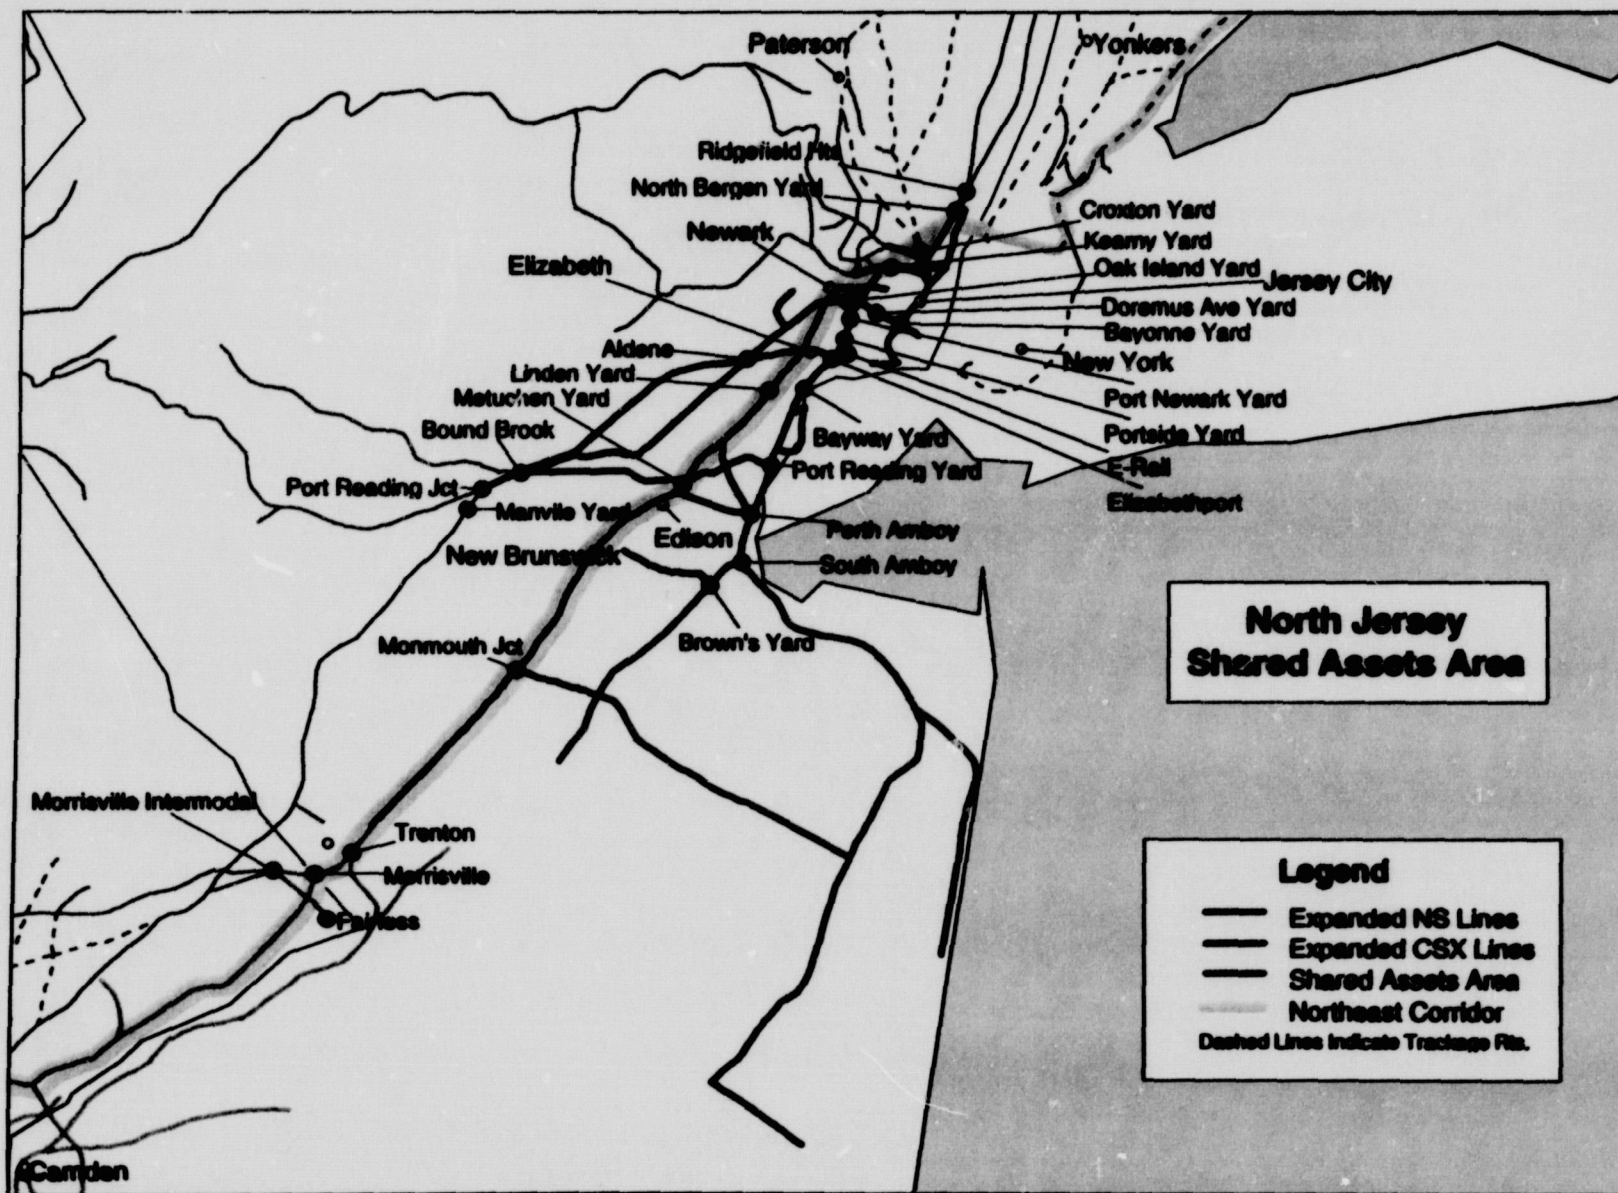 Paterson
Yonkers
Ridgefield Hts
North Bergen Yard
Newark
Elizabeth
Croxton Yard
Kearny Yard
Oak Island Yard
Jersey City
Doremus Ave Yard
Bayonne Yard
New York
Aldene
Linden Yard
Metuchen Yard
Bound Brook
Port Newark Yard
Portside Yard
E-Rail
Elizabethport
Bayway Yard
Port Reading Yard
Port Reading Jct
Manville Yard
Edison
Perth Amboy
New Brunswick
South Amboy
Monmouth Jct
Brown's Yard
North Jersey
Shared Assets Area
Morrisville Intermodal
Trenton
Morrisville
Fairless
Camden
Legend
Expanded NS Lines
Expanded CSX Lines
Shared Assets Area
Northeast Corridor
Dashed Lines Indicate Trackage Rts.